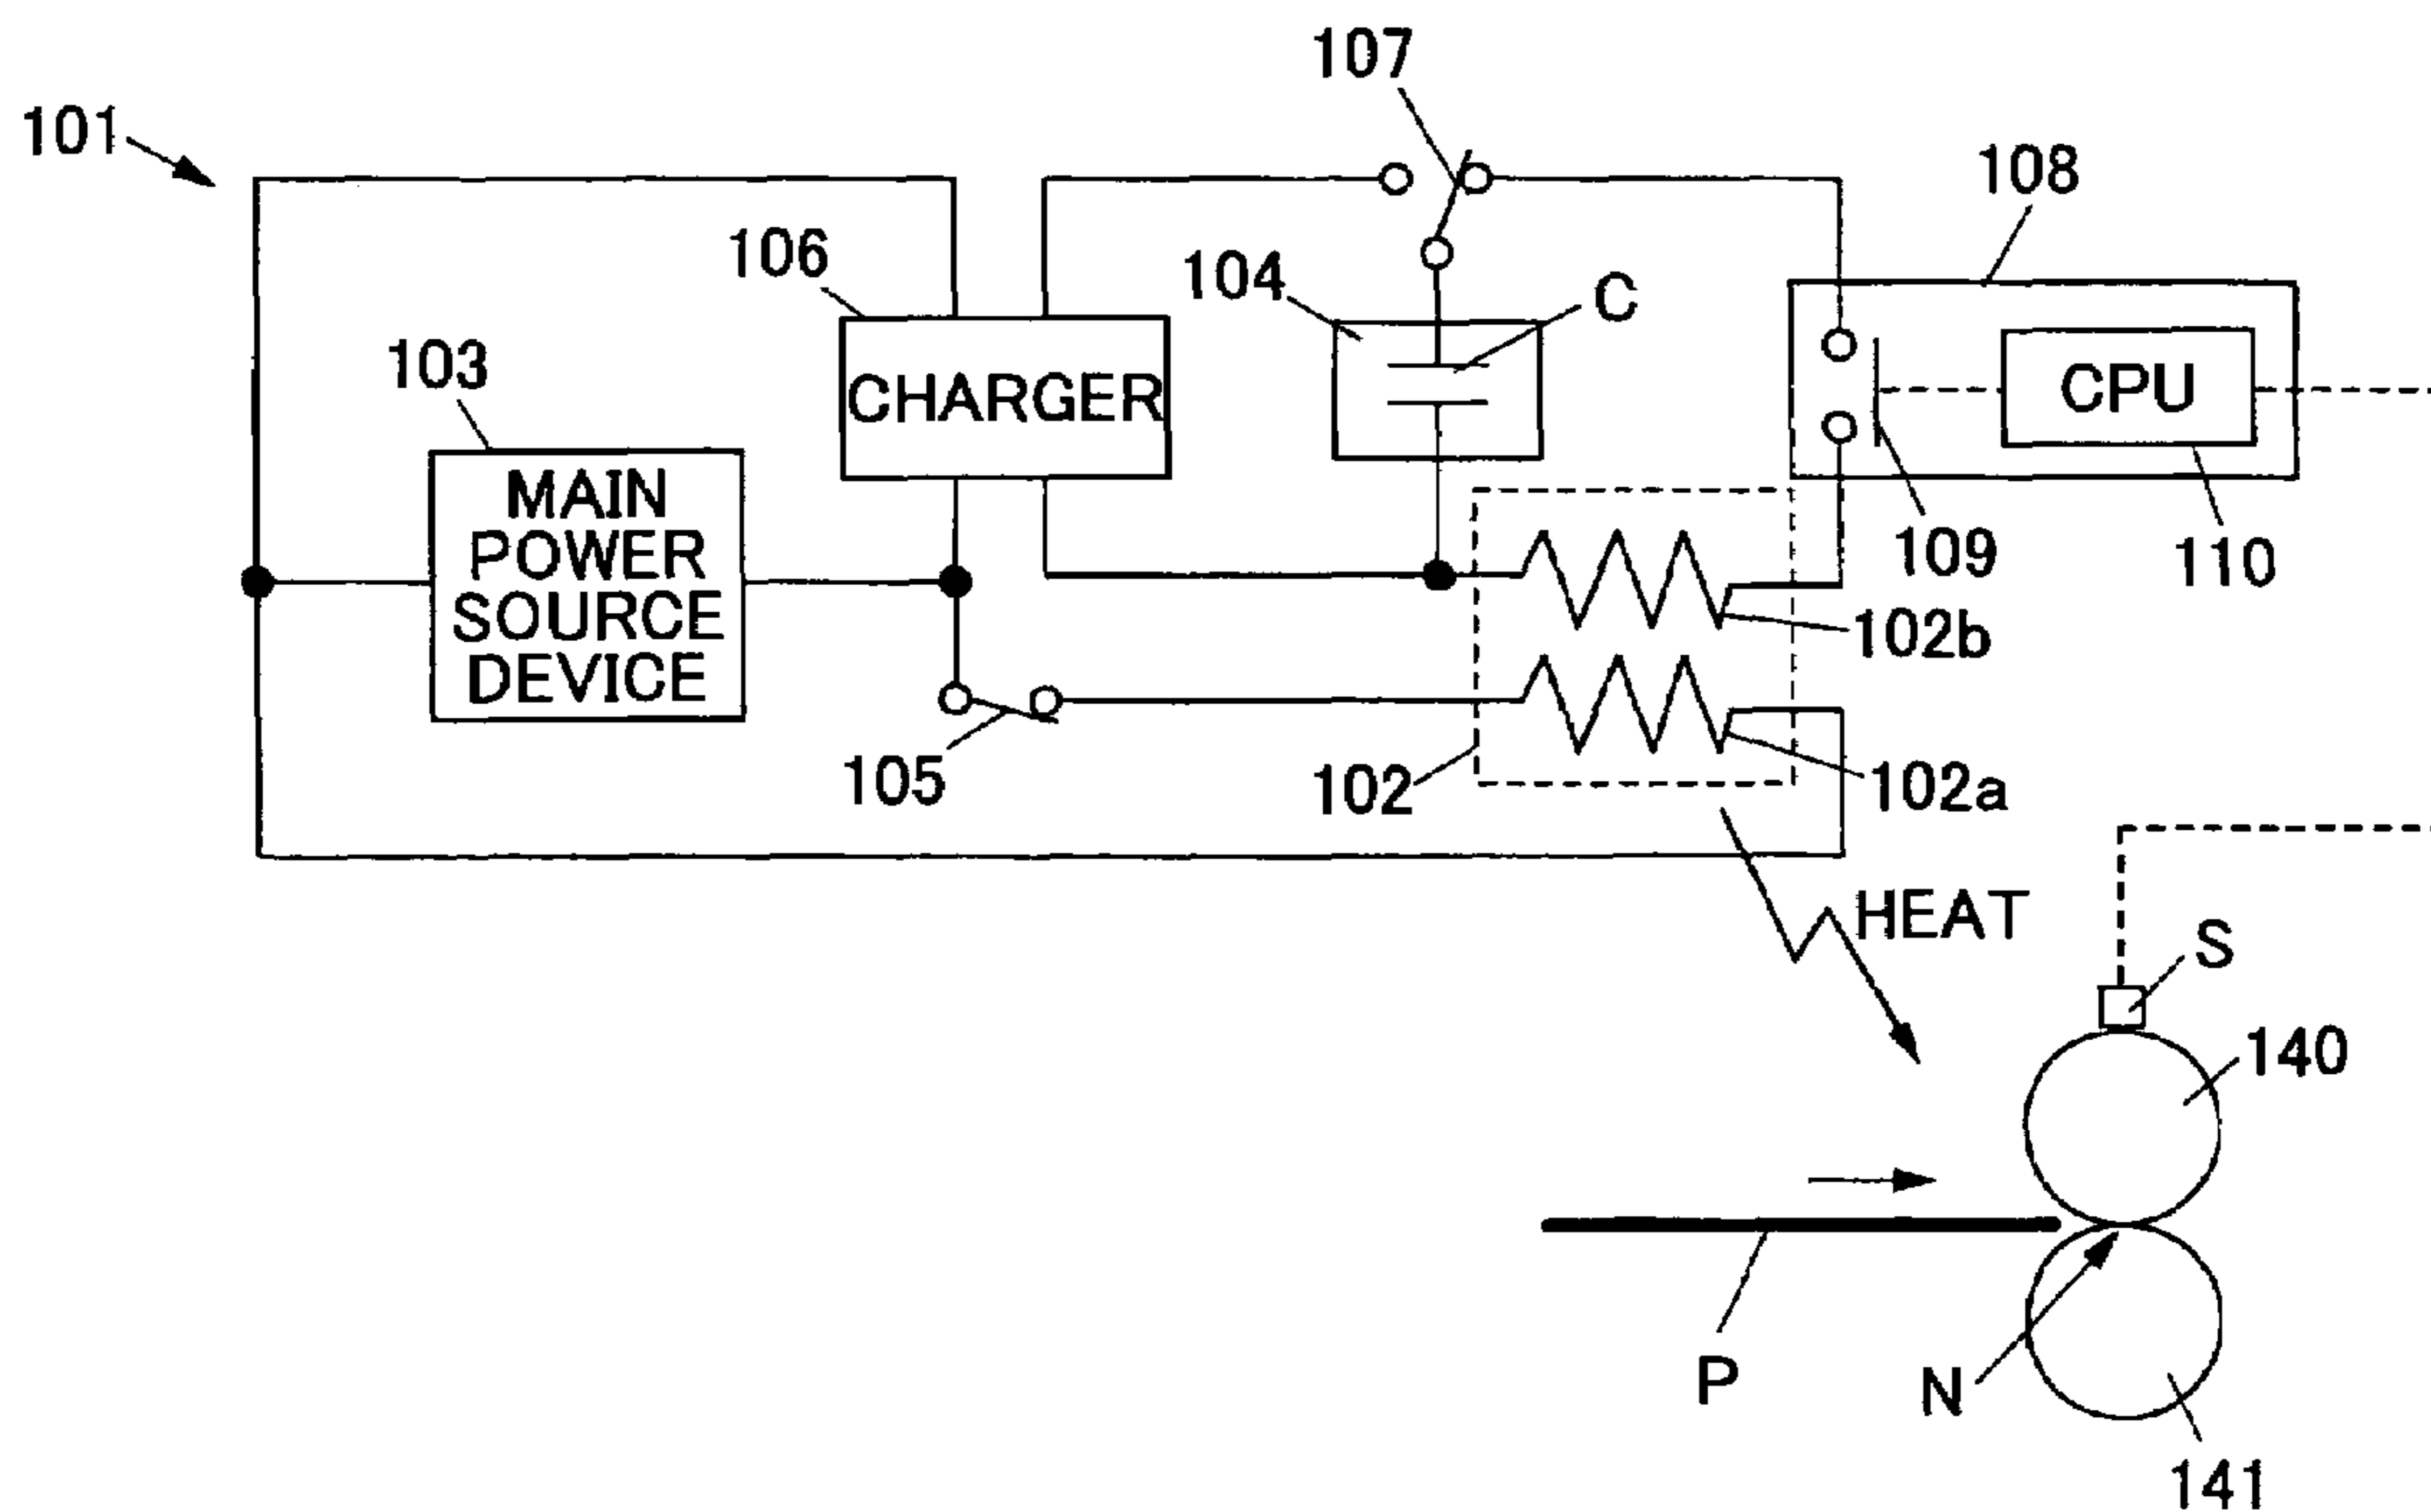 107
101
108
106
104
C
103
CHARGER
CPU
MAIN
POWER
SOURCE
DEVICE
109
110
102b
105
102
102a
HEAT
S
140
P
N
141